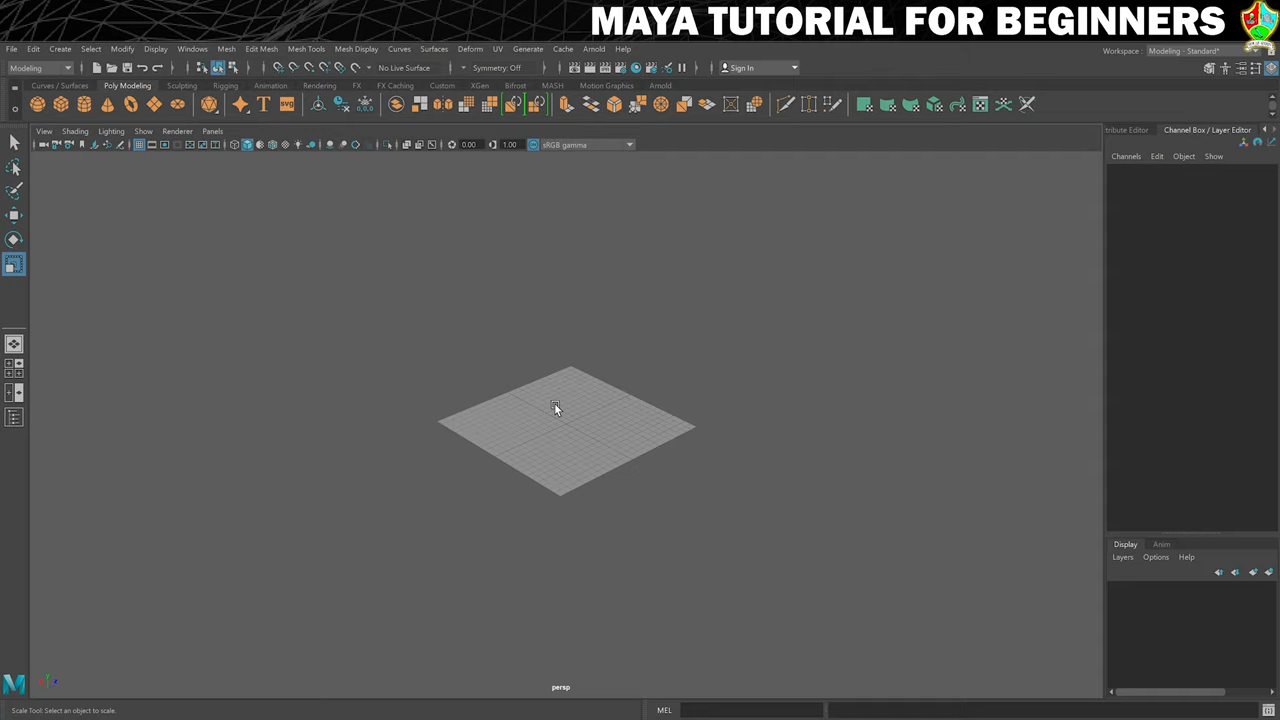 MAYA TUTORIAL FOR BEGINNERS
File Edit Create Select Modify Display Windows Mesh Edit Mesh Mesh Tools Mesh Display Curves Surfaces Deform UV Generate Cache Arnold Help
Workspace : Modeling - Standard*
Modeling No Live Surface Symmetry: Off Sign In
Curves / Surfaces Poly Modeling Sculpting Rigging Animation Rendering FX FX Caching Custom XGen Bifrost MASH Motion Graphics Arnold
T svg
View Shading Lighting Show Renderer Panels
tribute Editor Channel Box / Layer Editor
0.00 1.00 sRGB gamma
Channels Edit Object Show
Display Anim
Layers Options Help
persp
Scale Tool: Select an object to scale. MEL